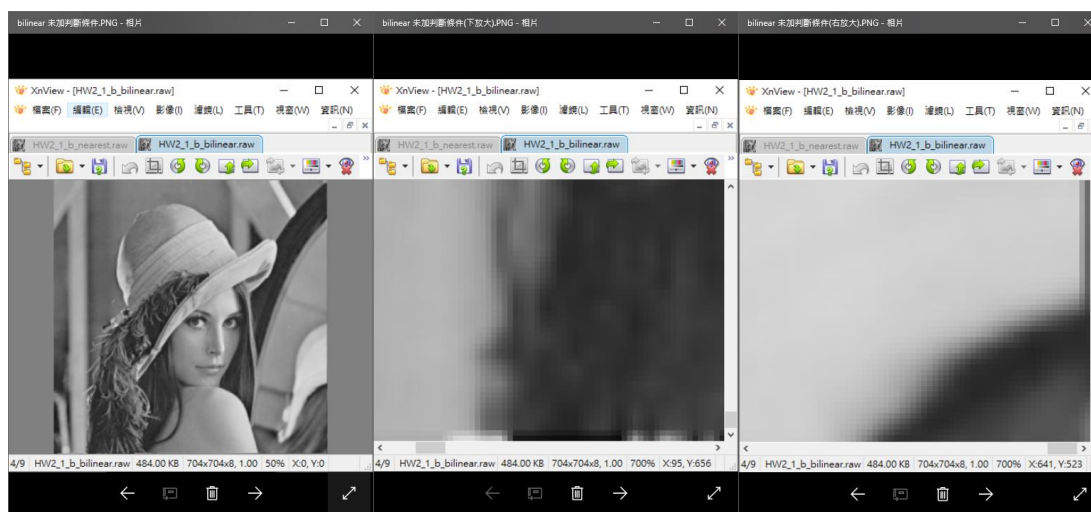 bilinear 未加判斷條件.PNG - 相片
XnView - [HW2_1_b_bilinear.raw]
檔案(F) 編輯(E) 檢視(V) 影像(I) 濾鏡(L) 工具(T) 視窗(W) 資訊(N)
HW2_1_b_nearest.raw HW2_1_b_bilinear.raw
4/9 HW2_1_b_bilinear.raw 484.00 KB 704x704x8, 1.00 50% X:0, Y:0
bilinear 未加判斷條件(下放大).PNG - 相片
XnView - [HW2_1_b_bilinear.raw]
檔案(F) 編輯(E) 檢視(V) 影像(I) 濾鏡(L) 工具(T) 視窗(W) 資訊(N)
HW2_1_b_nearest.raw HW2_1_b_bilinear.raw
4/9 HW2_1_b_bilinear.raw 484.00 KB 704x704x8, 1.00 700% X:95, Y:656
bilinear 未加判斷條件(右放大).PNG - 相片
XnView - [HW2_1_b_bilinear.raw]
檔案(F) 編輯(E) 檢視(V) 影像(I) 濾鏡(L) 工具(T) 視窗(W) 資訊(N)
HW2_1_b_nearest.raw HW2_1_b_bilinear.raw
4/9 HW2_1_b_bilinear.raw 484.00 KB 704x704x8, 1.00 700% X:641, Y:523